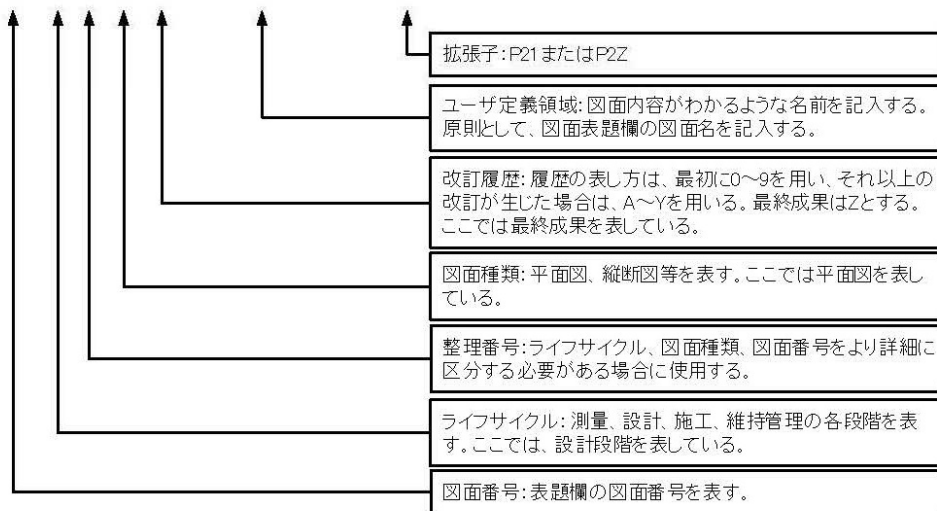 拡張子:P21またはP2Z
ユーザ定義領域:図面内容がわかるような名前を記入する。
原則として、図面表題欄の図面名を記入する。
改訂履歴:履歴の表し方は、最初に0～9を用い、それ以上の
改訂が生じた場合は、A～Yを用いる。最終成果はZとする。
ここでは最終成果を表している。
図面種類:平面図、縦断図等を表す。ここでは平面図を表し
ている。
整理番号:ライフサイクル、図面種類、図面番号をより詳細に
区分する必要がある場合に使用する。
ライフサイクル:測量、設計、施工、維持管理の各段階を表
す。ここでは、設計段階を表している。
図面番号:表題欄の図面番号を表す。